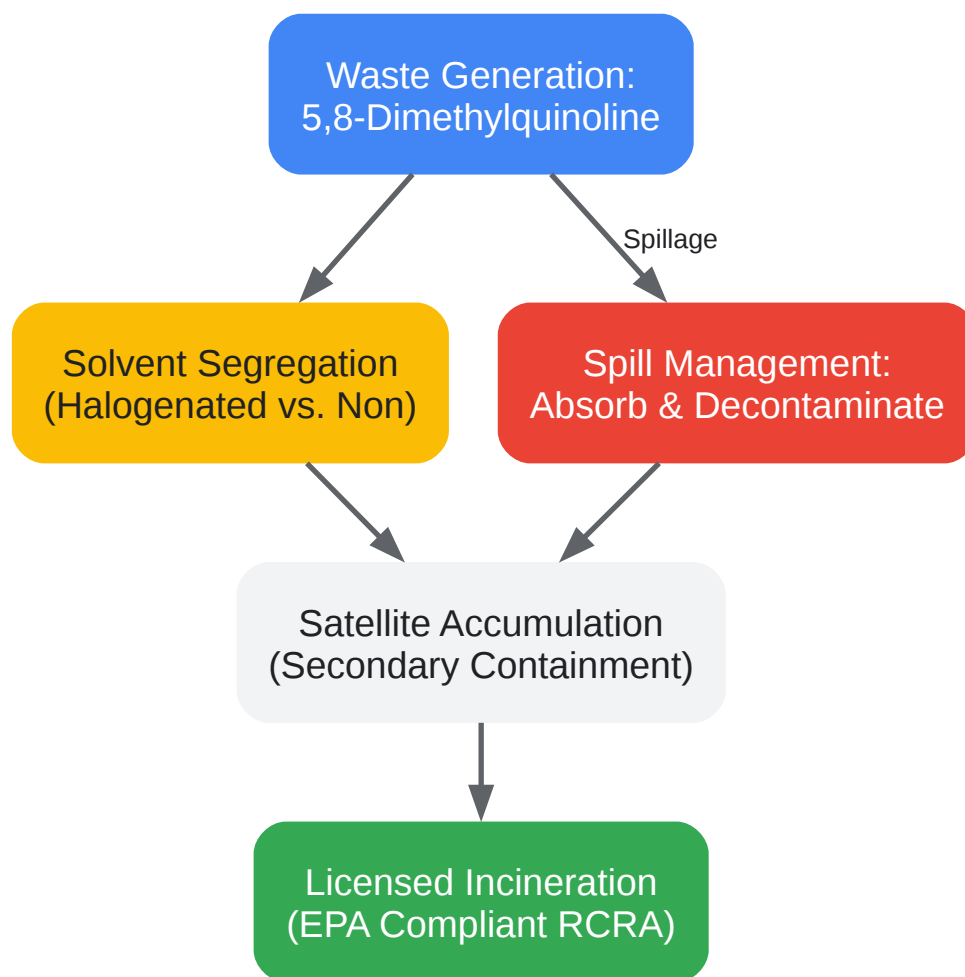 Waste Generation:
5,8-Dimethylquinoline
Spillage
Solvent Segregation
(Halogenated vs. Non)
Spill Management:
Absorb & Decontaminate
Satellite Accumulation
(Secondary Containment)
Licensed Incineration
(EPA Compliant RCRA)